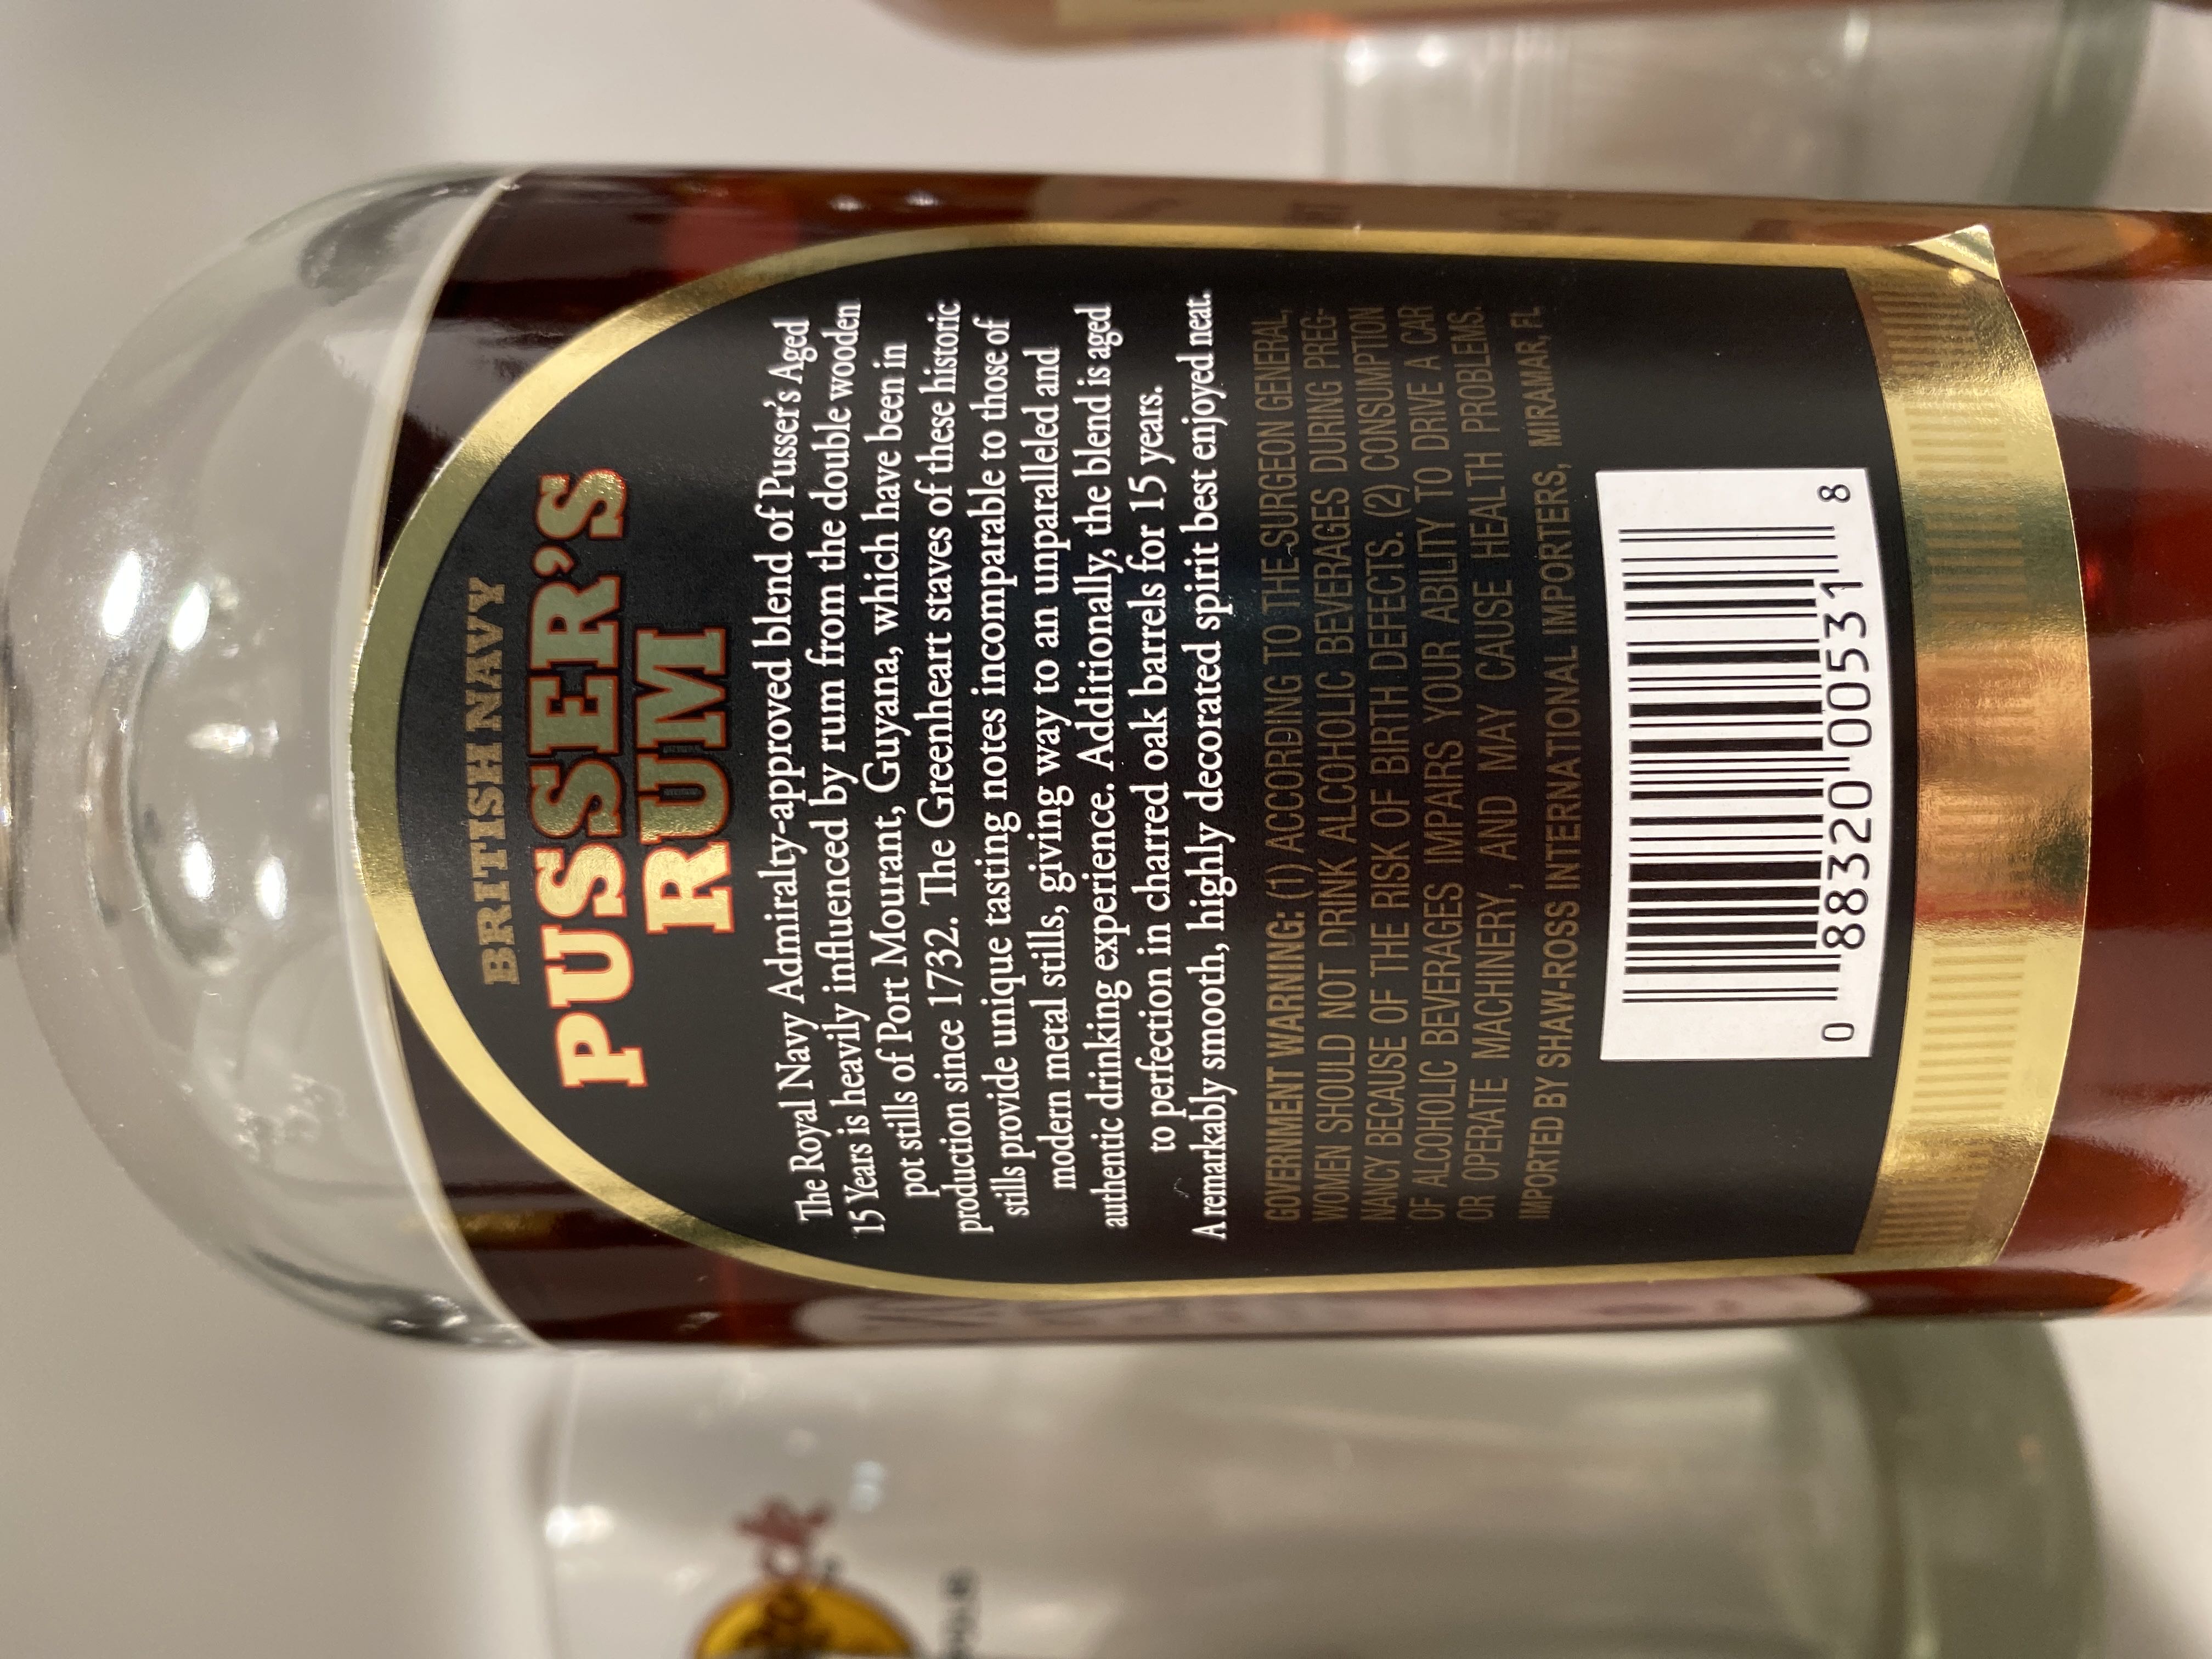 BRITISH NAVY
PUSSER'S
RUM
The Royal Navy Admiralty-approved blend of Pusser's Aged
15 Years is heavily influenced by rum from the double wooden
pot stills of Port Mourant, Guyana, which have been in
production since 1732. The Greenheart staves of these historic
stills provide unique tasting notes incomparable to those of
modern metal stills, giving way to an unparalleled and
authentic drinking experience. Additionally, the blend is aged
to perfection in charred oak barrels for 15 years.
A remarkably smooth, highly decorated spirit best enjoyed neat.
GOVERNMENT WARNING: (1) ACCORDING TO THE SURGEON GENERAL,
WOMEN SHOULD NOT DRINK ALCOHOLIC BEVERAGES DURING PREG-
NANCY BECAUSE OF THE RISK OF BIRTH DEFECTS. (2) CONSUMPTION
OF ALCOHOLIC BEVERAGES IMPAIRS YOUR ABILITY TO DRIVE A CAR
OR OPERATE MACHINERY, AND MAY CAUSE HEALTH PROBLEMS.
IMPORTED BY SHAW-ROSS INTERNATIONAL IMPORTERS, MIRAMAR, FL
0 88320 00531 8